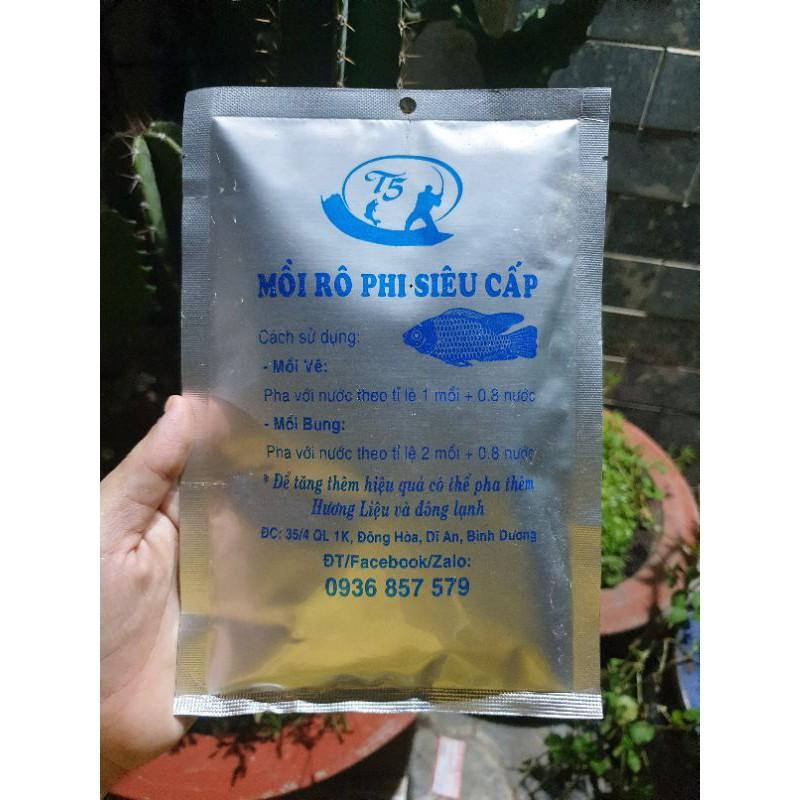 T5
MỒI RÔ PHI SIÊU CẤP
Cách sử dụng:
- Mồi Vê:
Pha với nước theo tỉ lệ 1 mồi + 0.8 nước
- Mồi Bung:
Pha với nước theo tỉ lệ 2 mồi + 0.8 nước
* Để tăng thêm hiệu quả có thể pha thêm
Hương Liệu và đông lạnh
ĐC: 35/4 QL 1K, Đông Hòa, Dĩ An, Bình Dương
ĐT/Facebook/Zalo:
0936 857 579